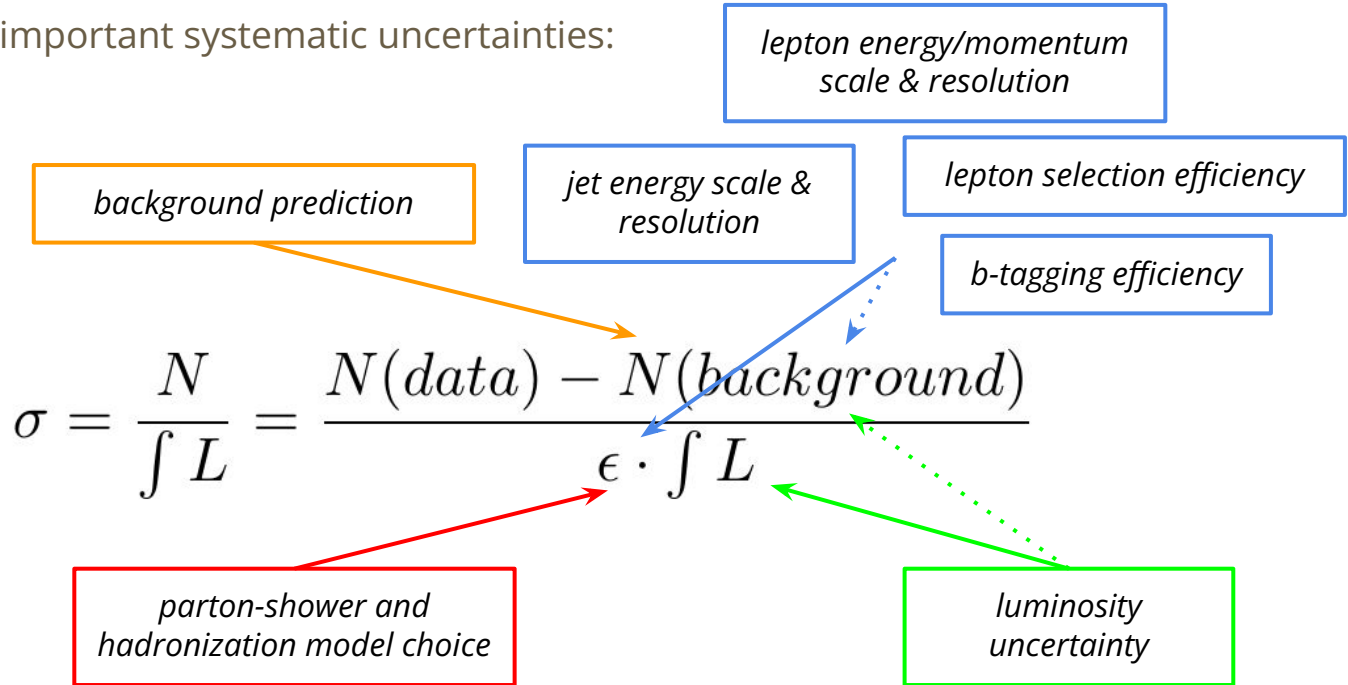 important systematic uncertainties:
lepton energy/momentum
scale & resolution
background prediction
jet energy scale &
resolution
lepton selection efficiency
b-tagging efficiency
σ = N / ∫ L = N(data) − N(background) / ϵ · ∫ L
parton-shower and
hadronization model choice
luminosity
uncertainty